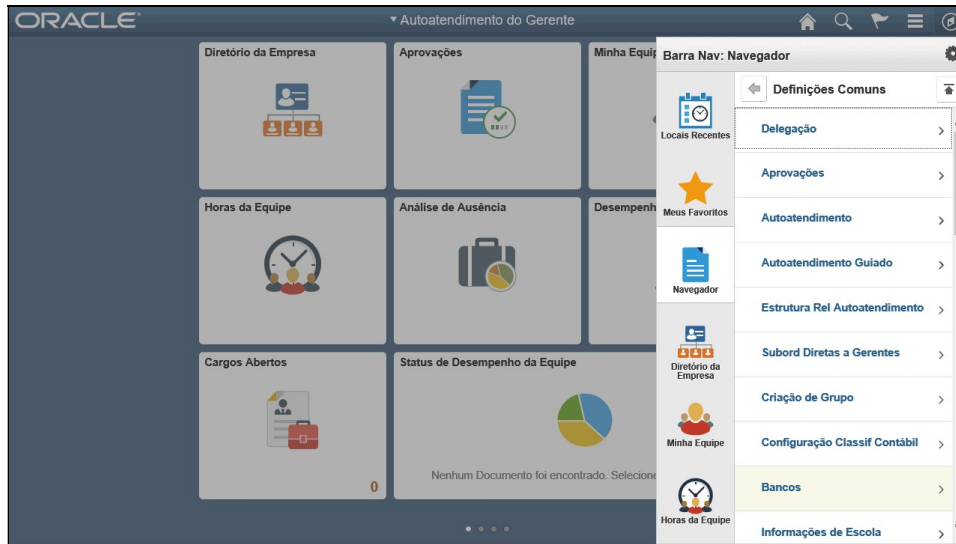 ORACLE
Autoatendimento do Gerente
Diretório da Empresa
Aprovações
Minha Equip
Horas da Equipe
Análise de Ausência
Desempenh
Cargos Abertos
0
Status de Desempenho da Equipe
Nenhum Documento foi encontrado. Selecione
Barra Nav: Navegador
Locais Recentes
Meus Favoritos
Navegador
Diretório da
Empresa
Minha Equipe
Horas da Equipe
Definições Comuns
Delegação
Aprovações
Autoatendimento
Autoatendimento Guiado
Estrutura Rel Autoatendimento
Subord Diretas a Gerentes
Criação de Grupo
Configuração Classif Contábil
Bancos
Informações de Escola